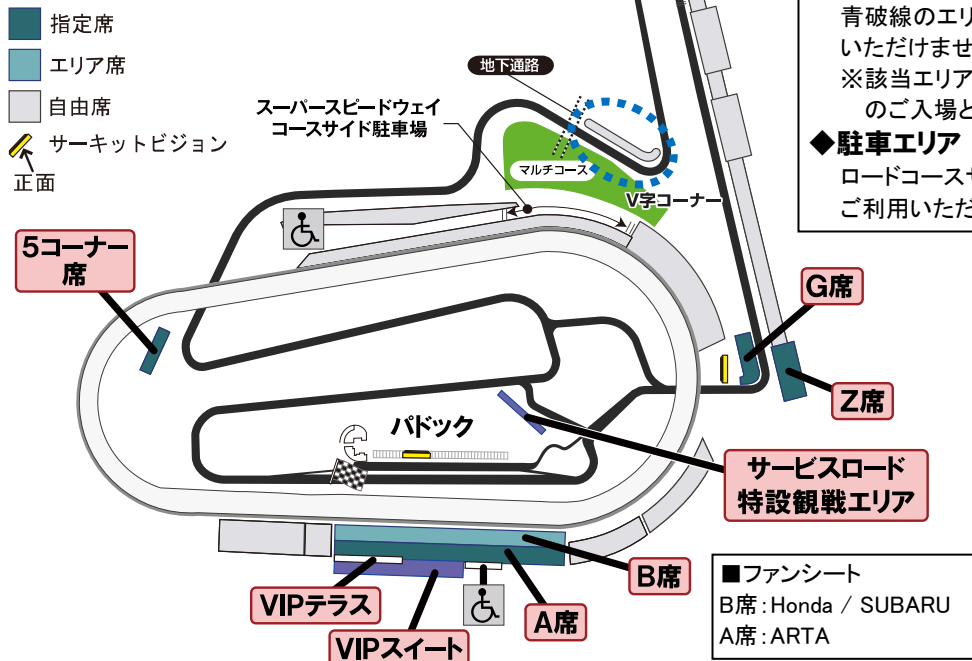 指定席
エリア席
自由席
サーキットビジョン
正面
地下通路
スーパースピードウェイ
コースサイド駐車場
マルチコース
V字コーナー
青破線のエリ
いただけませ
※該当エリア
のご入場と
◆駐車エリア
ロードコースサ
ご利用いただ
5コーナー
席
G席
Z席
パドック
サービスロード
特設観戦エリア
B席
A席
VIPテラス
VIPスイート
■ファンシート
B席:Honda / SUBARU
A席:ARTA